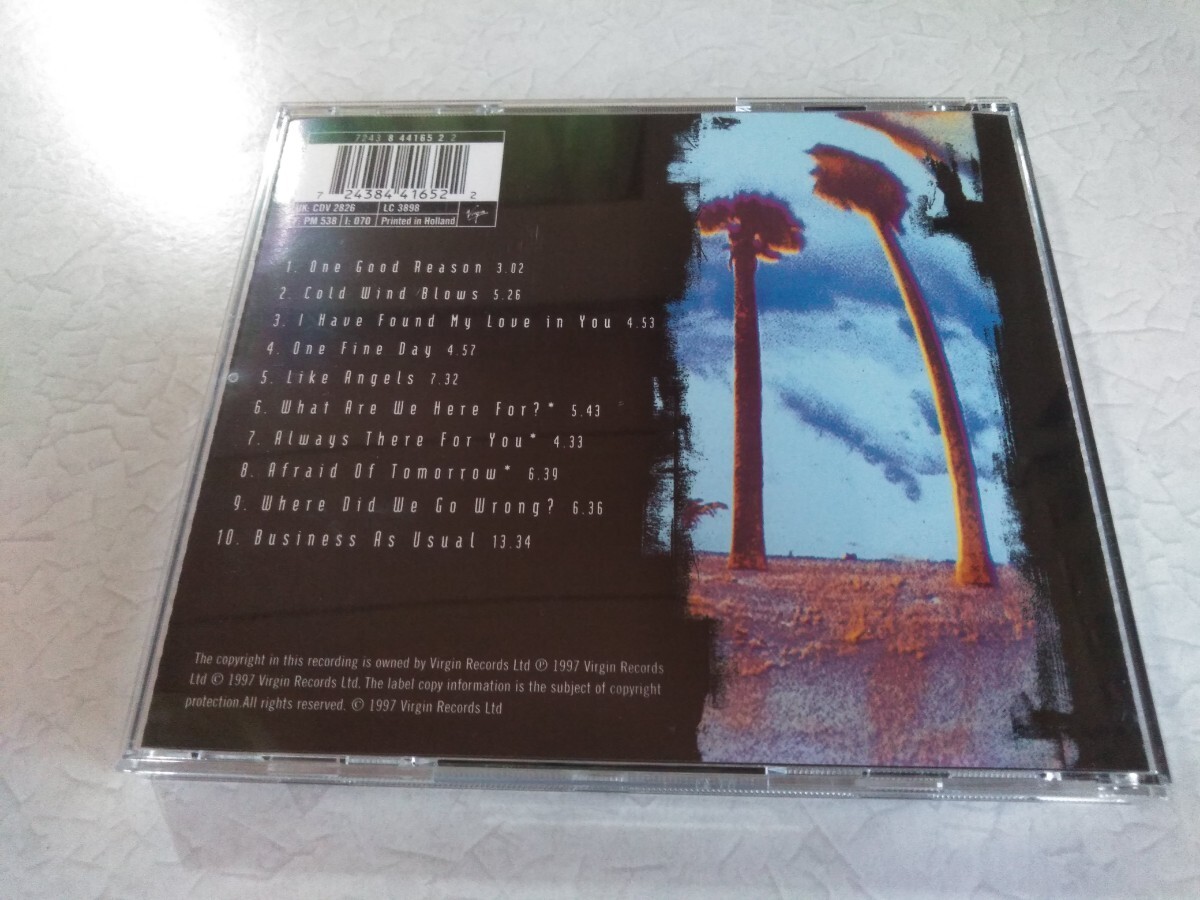 7243 8 44165 2 2
7 24384 41652 2
UK: CDV 2826 LC 3898
PM 538 I: 070 Printed in Holland Virgin
1. One Good Reason 3.02
2. Cold Wind Blows 5.26
3. I Have Found My Love in You 4.53
4. One Fine Day 4.57
5. Like Angels 7.32
6. What Are We Here For?* 5.43
7. Always There For You* 4.33
8. Afraid Of Tomorrow* 6.39
9. Where Did We Go Wrong? 6.36
10. Business As Usual 13.34
The copyright in this recording is owned by Virgin Records Ltd ℗ 1997 Virgin Records
Ltd © 1997 Virgin Records Ltd. The label copy information is the subject of copyright
protection.All rights reserved. © 1997 Virgin Records Ltd